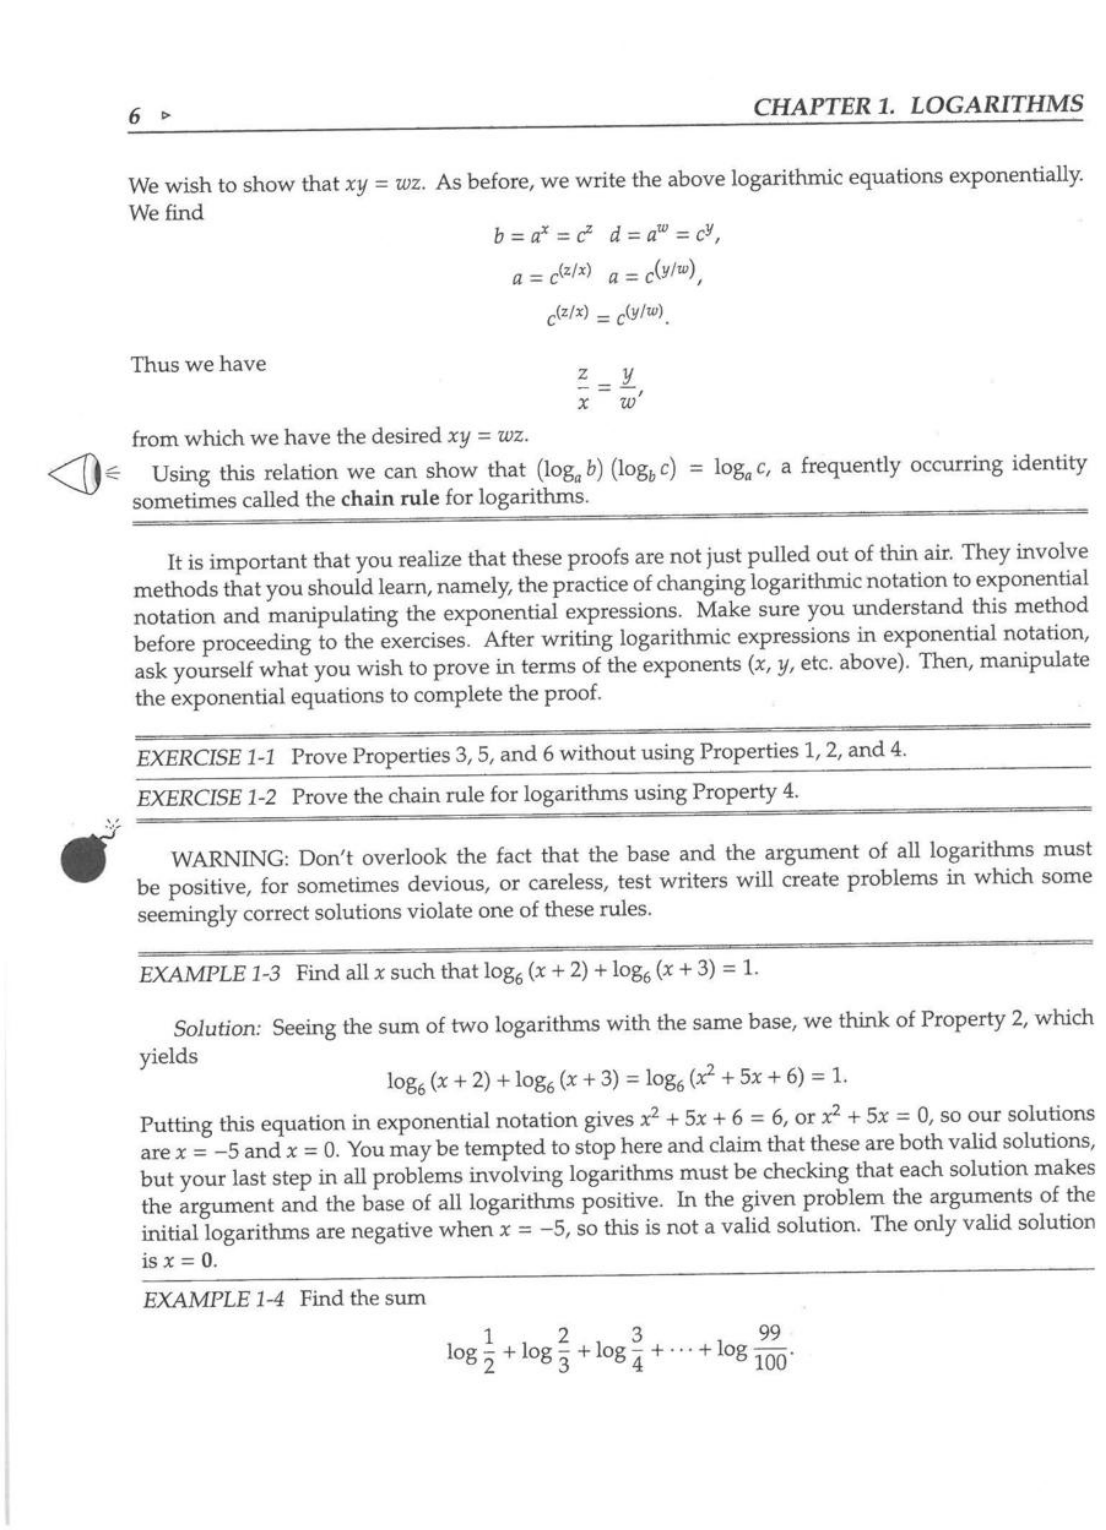 6 ▷ CHAPTER 1. LOGARITHMS
We wish to show that xy = wz. As before, we write the above logarithmic equations exponentially.
We find
b = a^x = c^z d = a^w = c^y,
a = c^(z/x) a = c^(y/w),
c^(z/x) = c^(y/w).
Thus we have
z/x = y/w,
from which we have the desired xy = wz.
Using this relation we can show that (log_a b) (log_b c) = log_a c, a frequently occurring identity
sometimes called the chain rule for logarithms.
It is important that you realize that these proofs are not just pulled out of thin air. They involve
methods that you should learn, namely, the practice of changing logarithmic notation to exponential
notation and manipulating the exponential expressions. Make sure you understand this method
before proceeding to the exercises. After writing logarithmic expressions in exponential notation,
ask yourself what you wish to prove in terms of the exponents (x, y, etc. above). Then, manipulate
the exponential equations to complete the proof.
EXERCISE 1-1 Prove Properties 3, 5, and 6 without using Properties 1, 2, and 4.
EXERCISE 1-2 Prove the chain rule for logarithms using Property 4.
WARNING: Don't overlook the fact that the base and the argument of all logarithms must
be positive, for sometimes devious, or careless, test writers will create problems in which some
seemingly correct solutions violate one of these rules.
EXAMPLE 1-3 Find all x such that log_6 (x + 2) + log_6 (x + 3) = 1.
Solution: Seeing the sum of two logarithms with the same base, we think of Property 2, which
yields
log_6 (x + 2) + log_6 (x + 3) = log_6 (x² + 5x + 6) = 1.
Putting this equation in exponential notation gives x² + 5x + 6 = 6, or x² + 5x = 0, so our solutions
are x = −5 and x = 0. You may be tempted to stop here and claim that these are both valid solutions,
but your last step in all problems involving logarithms must be checking that each solution makes
the argument and the base of all logarithms positive. In the given problem the arguments of the
initial logarithms are negative when x = −5, so this is not a valid solution. The only valid solution
is x = 0.
EXAMPLE 1-4 Find the sum
log 1/2 + log 2/3 + log 3/4 + ··· + log 99/100.